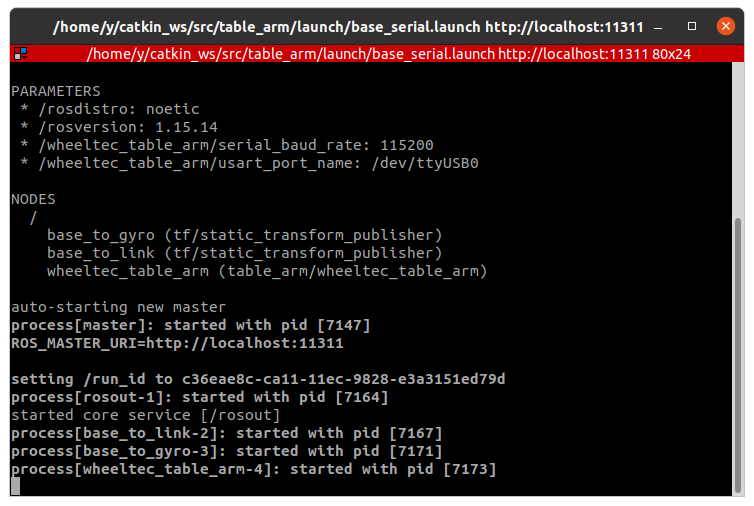 /home/y/catkin_ws/src/table_arm/launch/base_serial.launch http://localhost:11311
/home/y/catkin_ws/src/table_arm/launch/base_serial.launch http://localhost:11311 80x24
PARAMETERS
 * /rosdistro: noetic
 * /rosversion: 1.15.14
 * /wheeltec_table_arm/serial_baud_rate: 115200
 * /wheeltec_table_arm/usart_port_name: /dev/ttyUSB0
NODES
  /
    base_to_gyro (tf/static_transform_publisher)
    base_to_link (tf/static_transform_publisher)
    wheeltec_table_arm (table_arm/wheeltec_table_arm)
auto-starting new master
process[master]: started with pid [7147]
ROS_MASTER_URI=http://localhost:11311
setting /run_id to c36eae8c-ca11-11ec-9828-e3a3151ed79d
process[rosout-1]: started with pid [7164]
started core service [/rosout]
process[base_to_link-2]: started with pid [7167]
process[base_to_gyro-3]: started with pid [7171]
process[wheeltec_table_arm-4]: started with pid [7173]